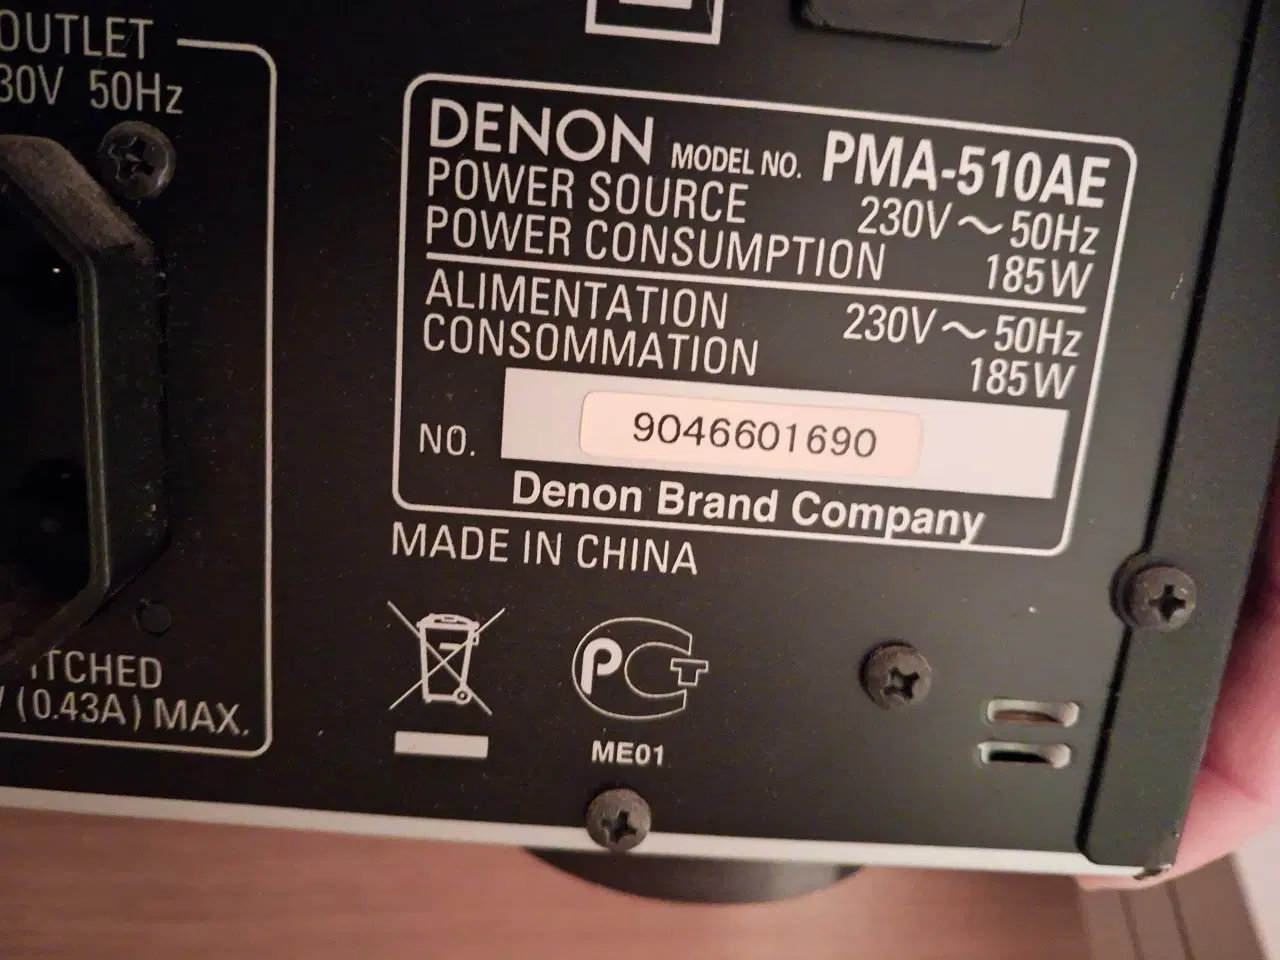 OUTLET
30V 50Hz
DENON MODEL NO. PMA-510AE
POWER SOURCE 230V～50Hz
POWER CONSUMPTION 185W
ALIMENTATION 230V～50Hz
CONSOMMATION 185W
NO. 9046601690
Denon Brand Company
MADE IN CHINA
ITCHED
(0.43A) MAX.
PCT
ME01